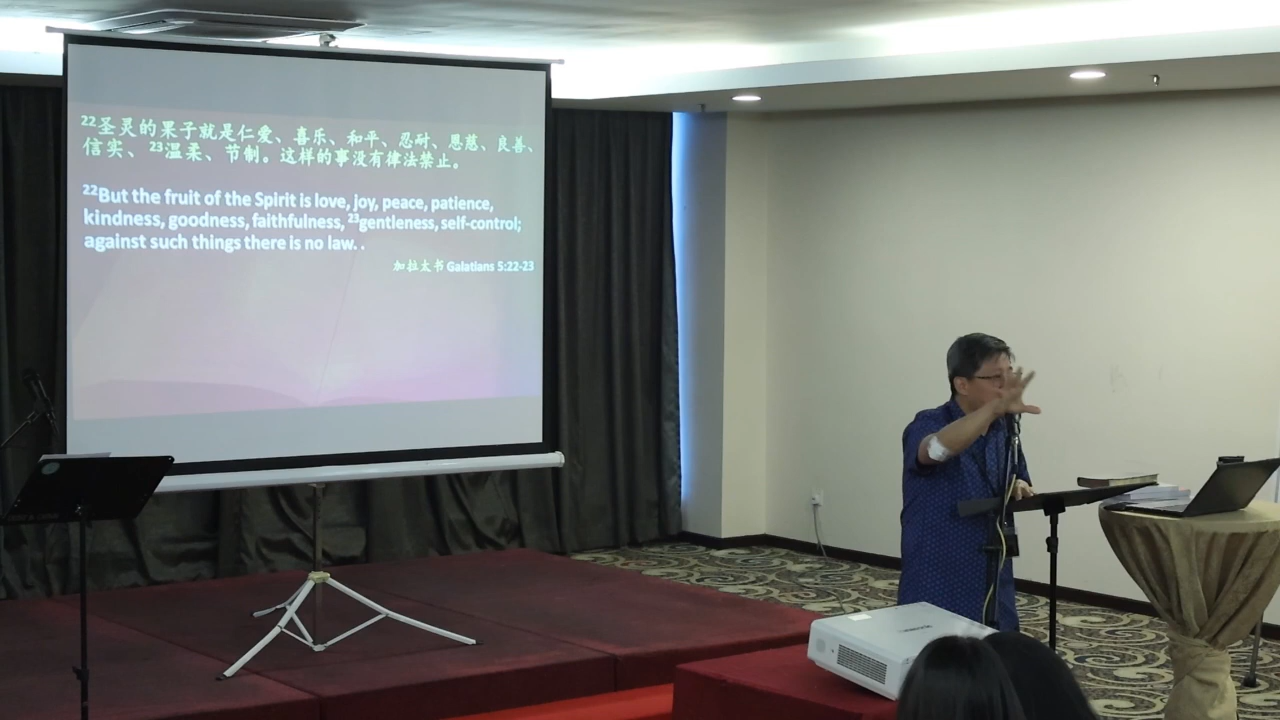 22圣灵的果子就是仁爱、喜乐、和平、忍耐、恩慈、良善、
信实、 23温柔、节制。这样的事没有律法禁止。
22But the fruit of the Spirit is love, joy, peace, patience,
kindness, goodness, faithfulness, 23gentleness, self-control;
against such things there is no law. .
加拉太书 Galatians 5:22-23